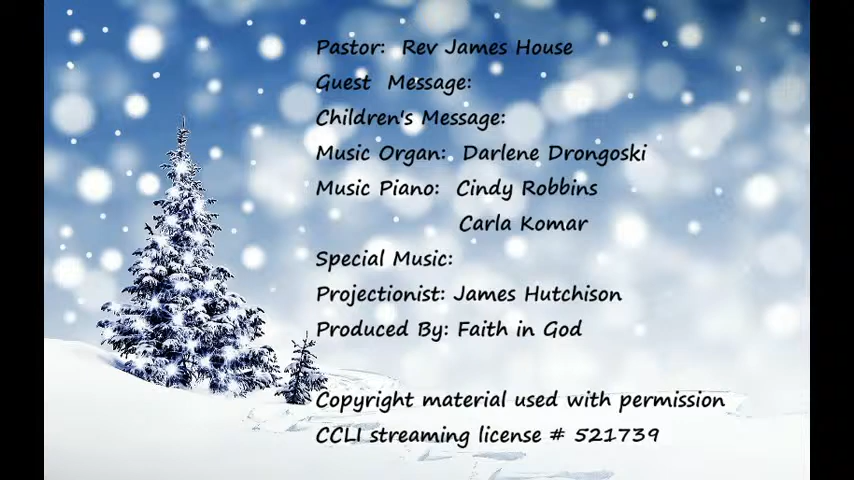 Pastor: Rev James House
Guest Message:
Children's Message:
Music Organ: Darlene Drongoski
Music Piano: Cindy Robbins
Carla Komar
Special Music:
Projectionist: James Hutchison
Produced By: Faith in God
Copyright material used with permission
CCLI streaming license # 521739